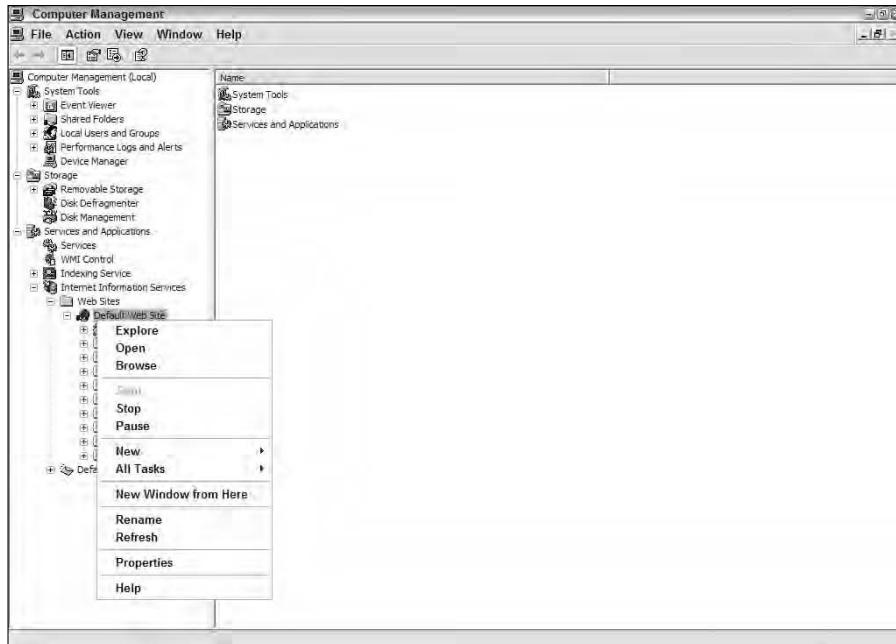 Computer Management
File Action View Window Help
Computer Management (Local)
System Tools
Event Viewer
Shared Folders
Local Users and Groups
Performance Logs and Alerts
Device Manager
Storage
Removable Storage
Disk Defragmenter
Disk Management
Services and Applications
Services
WMI Control
Indexing Service
Internet Information Services
Web Sites
Default Web Site
Defa
Name
System Tools
Storage
Services and Applications
Explore
Open
Browse
Start
Stop
Pause
New
All Tasks
New Window from Here
Rename
Refresh
Properties
Help